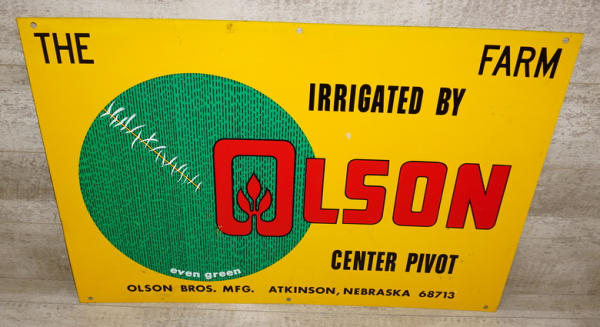 THE FARM
IRRIGATED BY
OLSON
CENTER PIVOT
even green
OLSON BROS. MFG. ATKINSON, NEBRASKA 68713